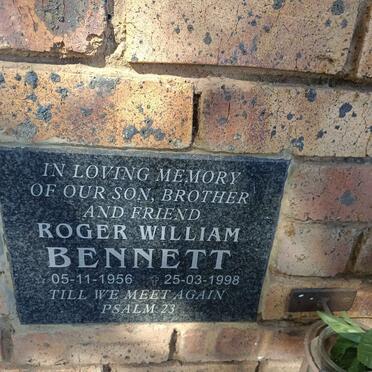 IN LOVING MEMORY
OF OUR SON, BROTHER
AND FRIEND
ROGER WILLIAM
BENNETT
05-11-1956 25-03-1998
TILL WE MEET AGAIN
PSALM 23